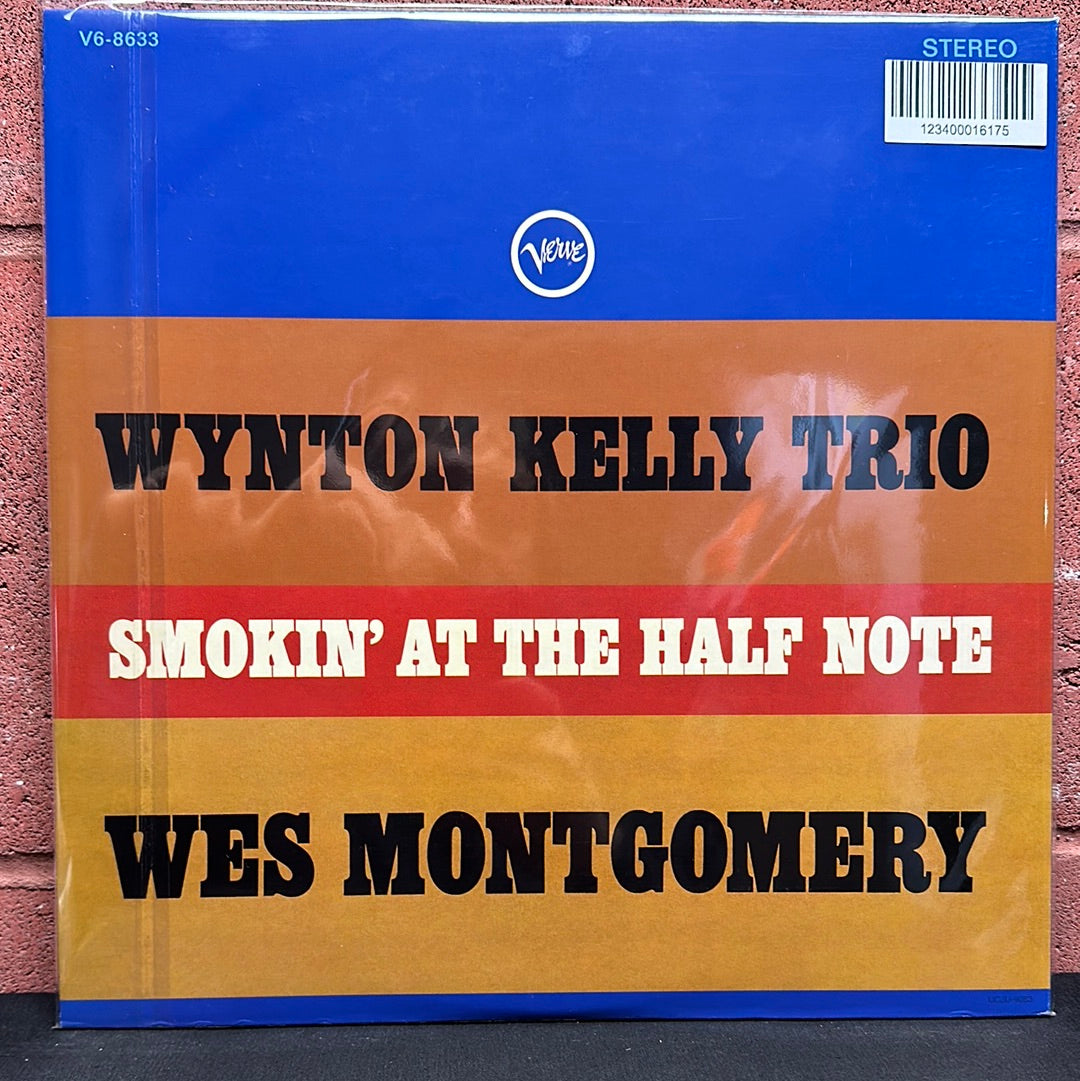 V6-8633
STEREO
123400016175
Verve
WYNTON KELLY TRIO
SMOKIN' AT THE HALF NOTE
WES MONTGOMERY